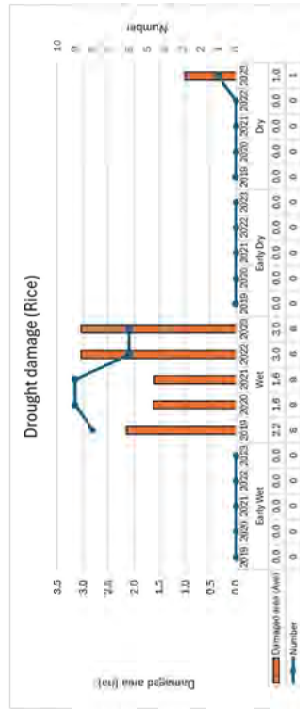 Drought damage (Rice)
Damaged area (ha)
3.5
3.0
2.5
2.0
1.5
1.0
0.5
0.0
Number
10
9
8
7
6
5
4
3
2
1
0
2019 2020 2021 2022 2023 2019 2020 2021 2022 2023 2019 2020 2021 2022 2023 2019 2020 2021 2022 2023
Early Wet Wet Early Dry Dry
Damaged area (Ave) 0.0 0.0 0.0 0.0 0.0 2.2 1.6 1.6 3.0 3.0 0.0 0.0 0.0 0.0 0.0 0.0 0.0 0.0 0.0 1.0
Number 0 0 0 0 0 8 9 9 6 6 0 0 0 0 0 0 0 0 0 1